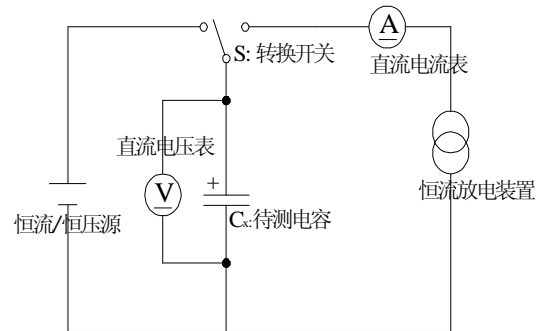 A
S: 转换开关
直流电流表
直流电压表
+
V
恒流放电装置
恒流/恒压源
Cx:待测电容